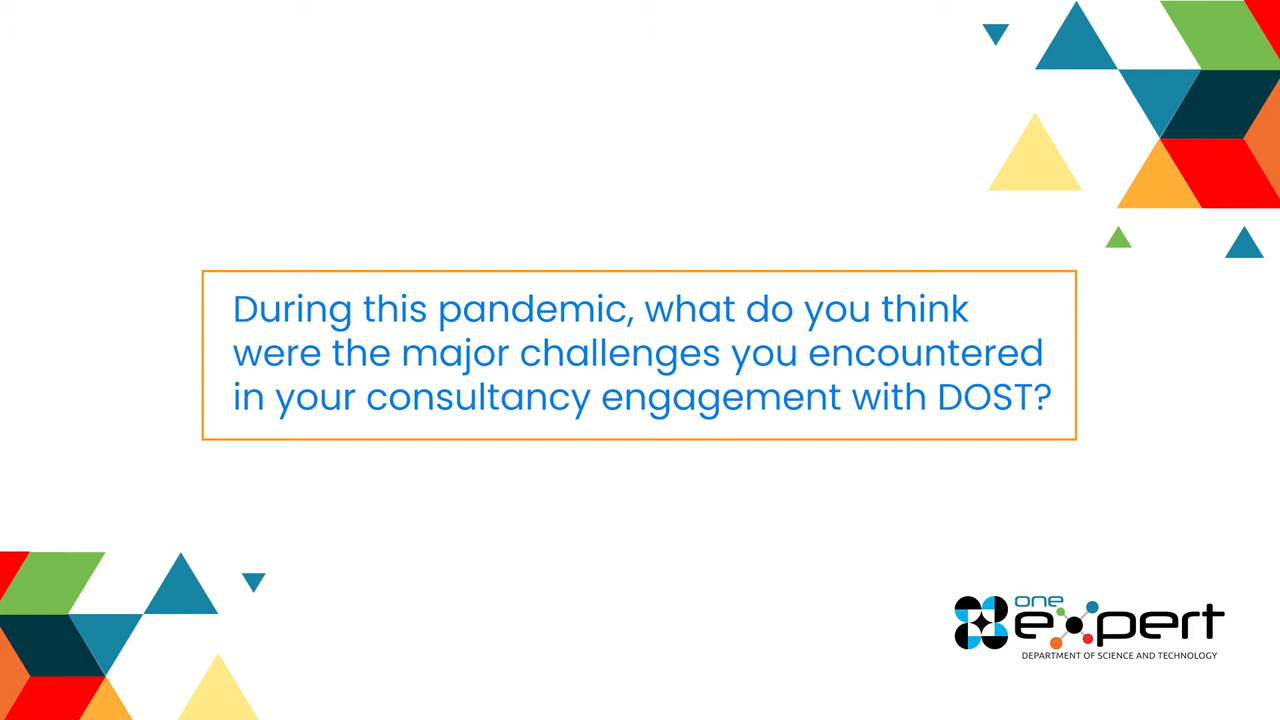 During this pandemic, what do you think
were the major challenges you encountered
in your consultancy engagement with DOST?
one
expert
DEPARTMENT OF SCIENCE AND TECHNOLOGY